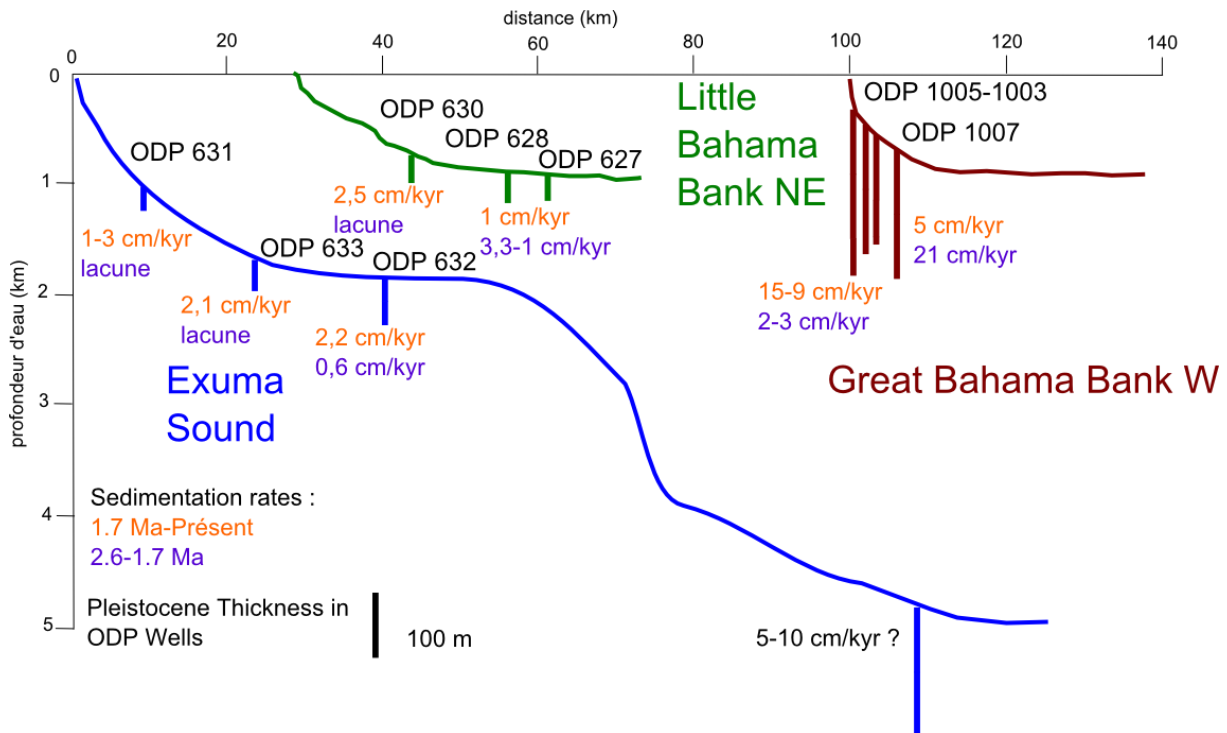 distance (km)
0 20 40 60 80 100 120 140
profondeur d'eau (km)
0
1
2
3
4
5
ODP 631
1-3 cm/kyr
lacune
ODP 633
2,1 cm/kyr
lacune
ODP 632
2,2 cm/kyr
0,6 cm/kyr
Exuma
Sound
ODP 630
2,5 cm/kyr
lacune
ODP 628
ODP 627
1 cm/kyr
3,3-1 cm/kyr
Little
Bahama
Bank NE
ODP 1005-1003
ODP 1007
5 cm/kyr
21 cm/kyr
15-9 cm/kyr
2-3 cm/kyr
Great Bahama Bank W
Sedimentation rates :
1.7 Ma-Présent
2.6-1.7 Ma
Pleistocene Thickness in
ODP Wells
100 m
5-10 cm/kyr ?